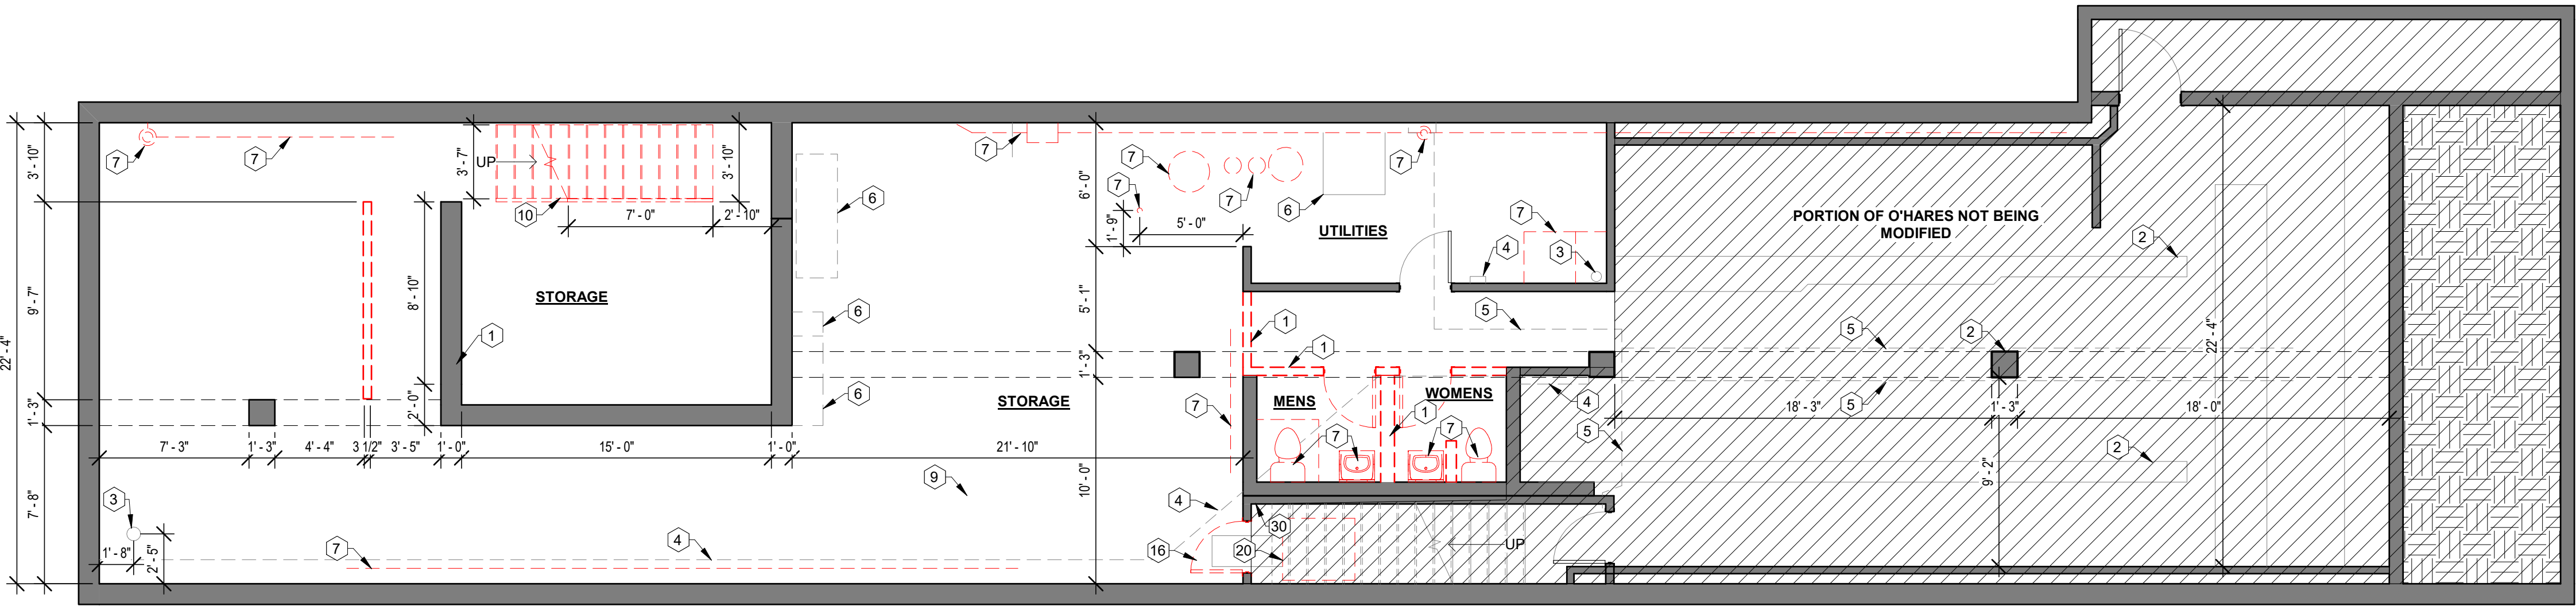 22' - 4"
3' - 10"
9' - 7"
1' - 3"
7' - 8"
7
7
3' - 7"
UP
10
7' - 0"
2' - 10"
3' - 10"
8' - 10"
2' - 0"
1
STORAGE
6
6
6
7' - 3"
1' - 3"
4' - 4"
3 1/2"
3' - 5"
1' - 0"
15' - 0"
1' - 0"
21' - 10"
3
1' - 8"
2' - 5"
7
4
9
STORAGE
7
6' - 0"
5' - 1"
1' - 3"
10' - 0"
7
7
1' - 9"
5' - 0"
7
6
7
UTILITIES
7
4
3
5
1
1
7
MENS
WOMENS
1
7
7
4
5
4
16
30
20
UP
PORTION OF O'HARES NOT BEING
MODIFIED
2
5
2
22' - 4"
5
18' - 3"
1' - 3"
18' - 0"
9' - 2"
2